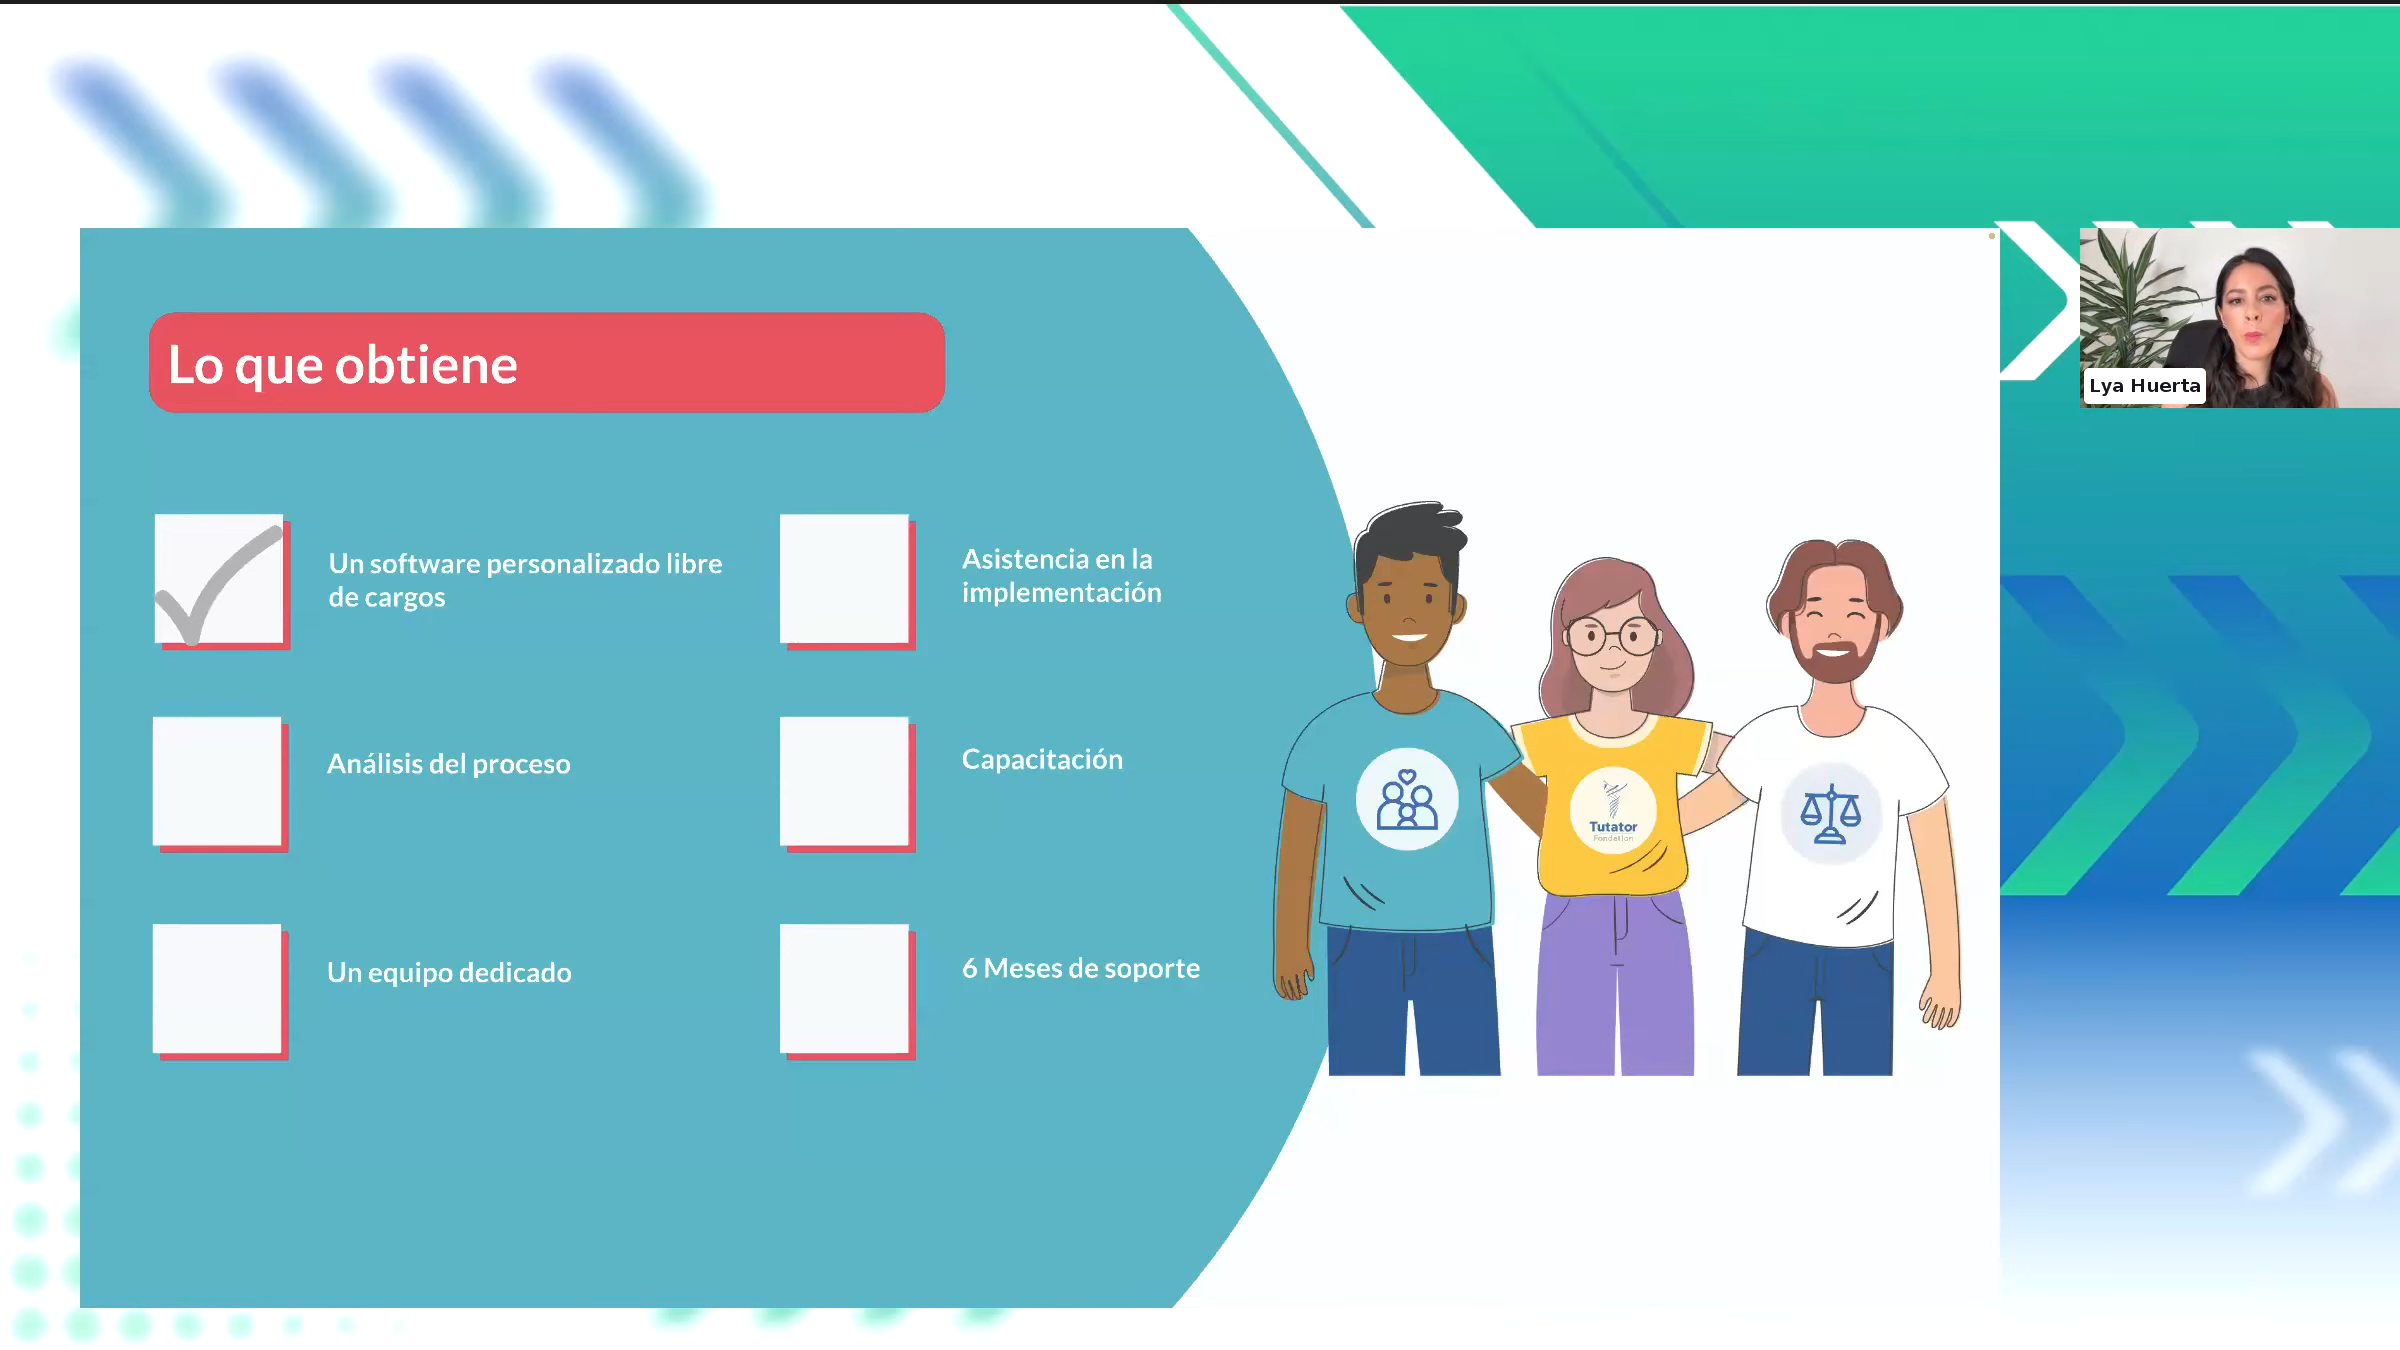 Lo que obtiene
Un software personalizado libre
de cargos
Asistencia en la
implementación
Análisis del proceso
Capacitación
Un equipo dedicado
6 Meses de soporte
Tutator
Fondation
Lya Huerta